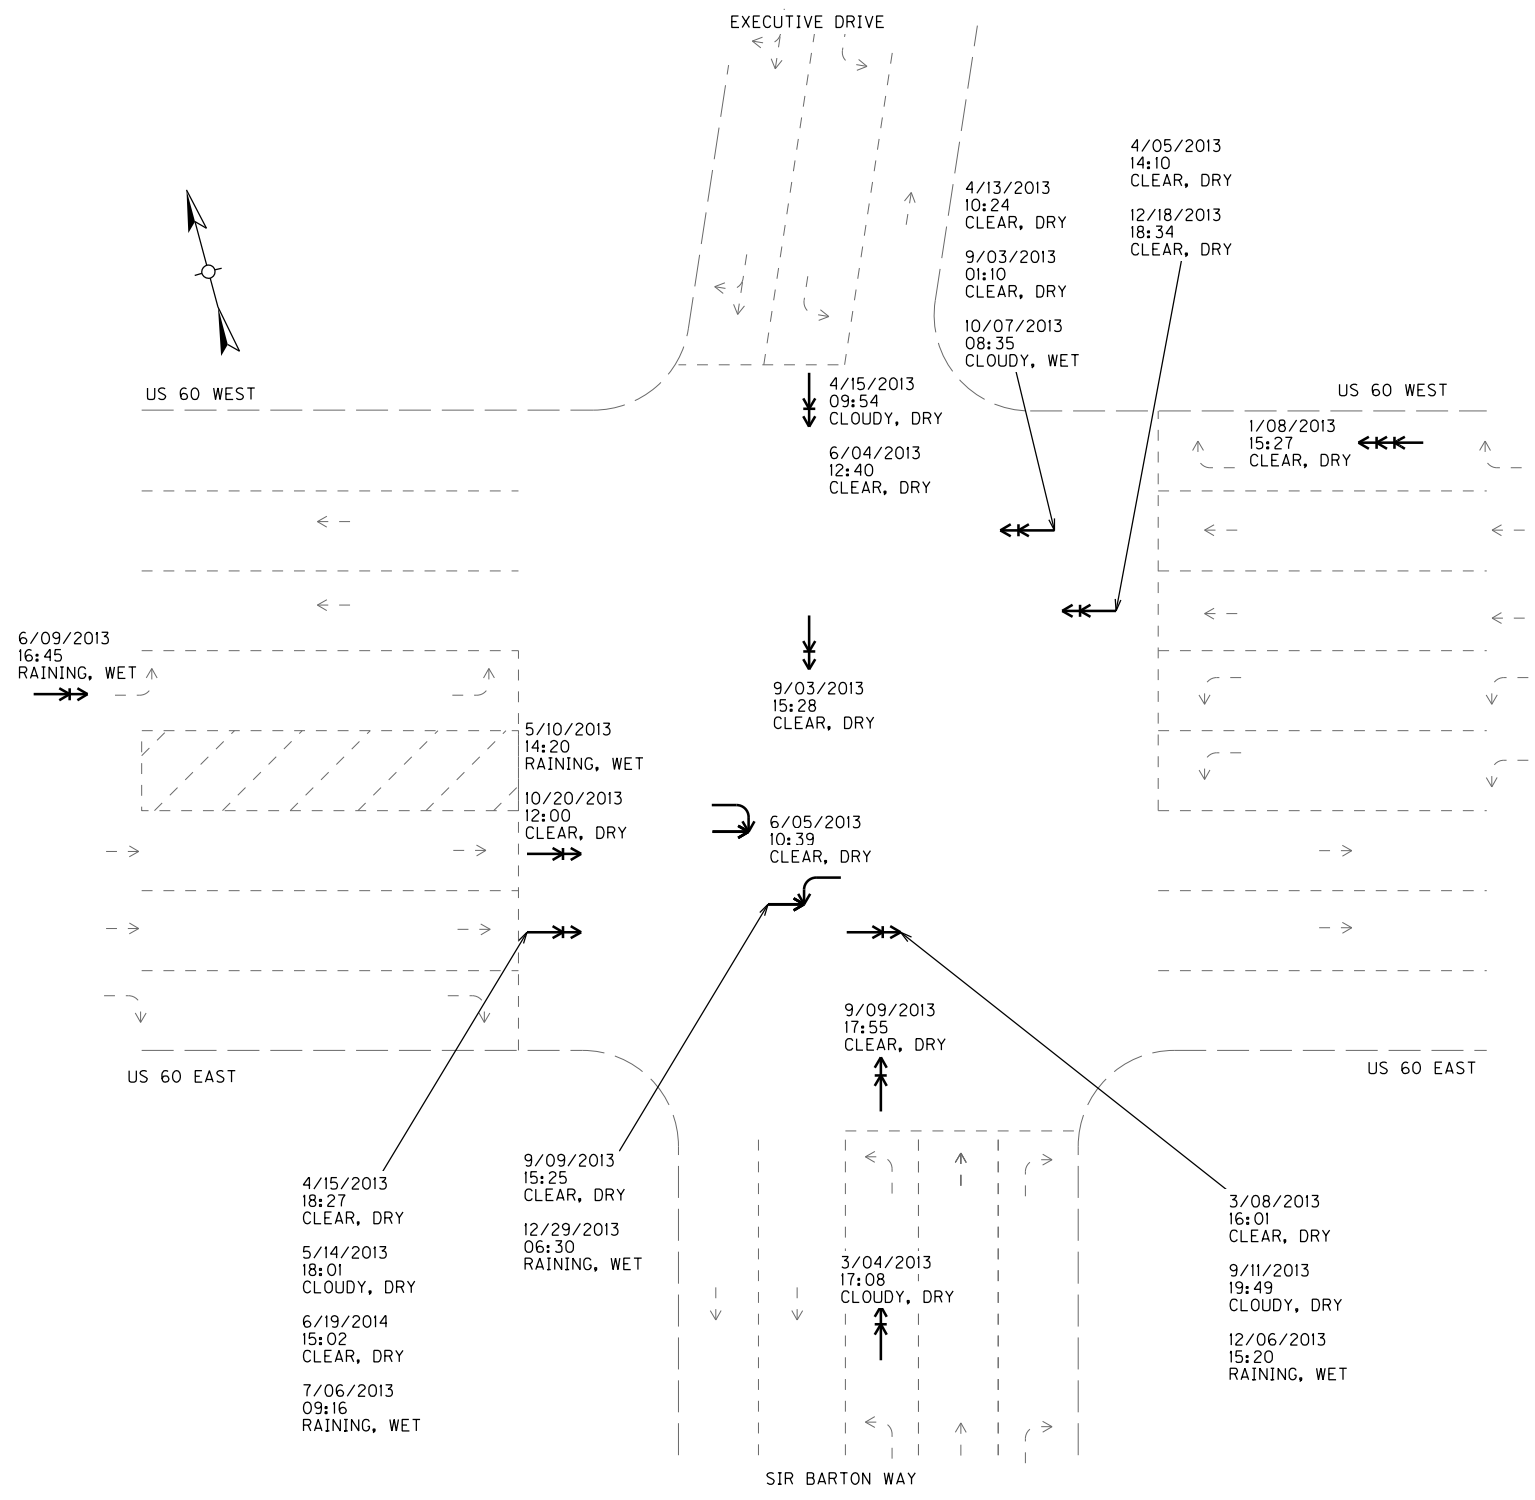 EXECUTIVE DRIVE
4/05/2013
14:10
CLEAR, DRY
12/18/2013
18:34
CLEAR, DRY
4/13/2013
10:24
CLEAR, DRY
9/03/2013
01:10
CLEAR, DRY
10/07/2013
08:35
CLOUDY, WET
US 60 WEST
4/15/2013
09:54
CLOUDY, DRY
6/04/2013
12:40
CLEAR, DRY
US 60 WEST
1/08/2013
15:27
CLEAR, DRY
6/09/2013
16:45
RAINING, WET
9/03/2013
15:28
CLEAR, DRY
5/10/2013
14:20
RAINING, WET
10/20/2013
12:00
CLEAR, DRY
6/05/2013
10:39
CLEAR, DRY
9/09/2013
17:55
CLEAR, DRY
US 60 EAST
US 60 EAST
4/15/2013
18:27
CLEAR, DRY
5/14/2013
18:01
CLOUDY, DRY
6/19/2014
15:02
CLEAR, DRY
7/06/2013
09:16
RAINING, WET
9/09/2013
15:25
CLEAR, DRY
12/29/2013
06:30
RAINING, WET
3/04/2013
17:08
CLOUDY, DRY
3/08/2013
16:01
CLEAR, DRY
9/11/2013
19:49
CLOUDY, DRY
12/06/2013
15:20
RAINING, WET
SIR BARTON WAY